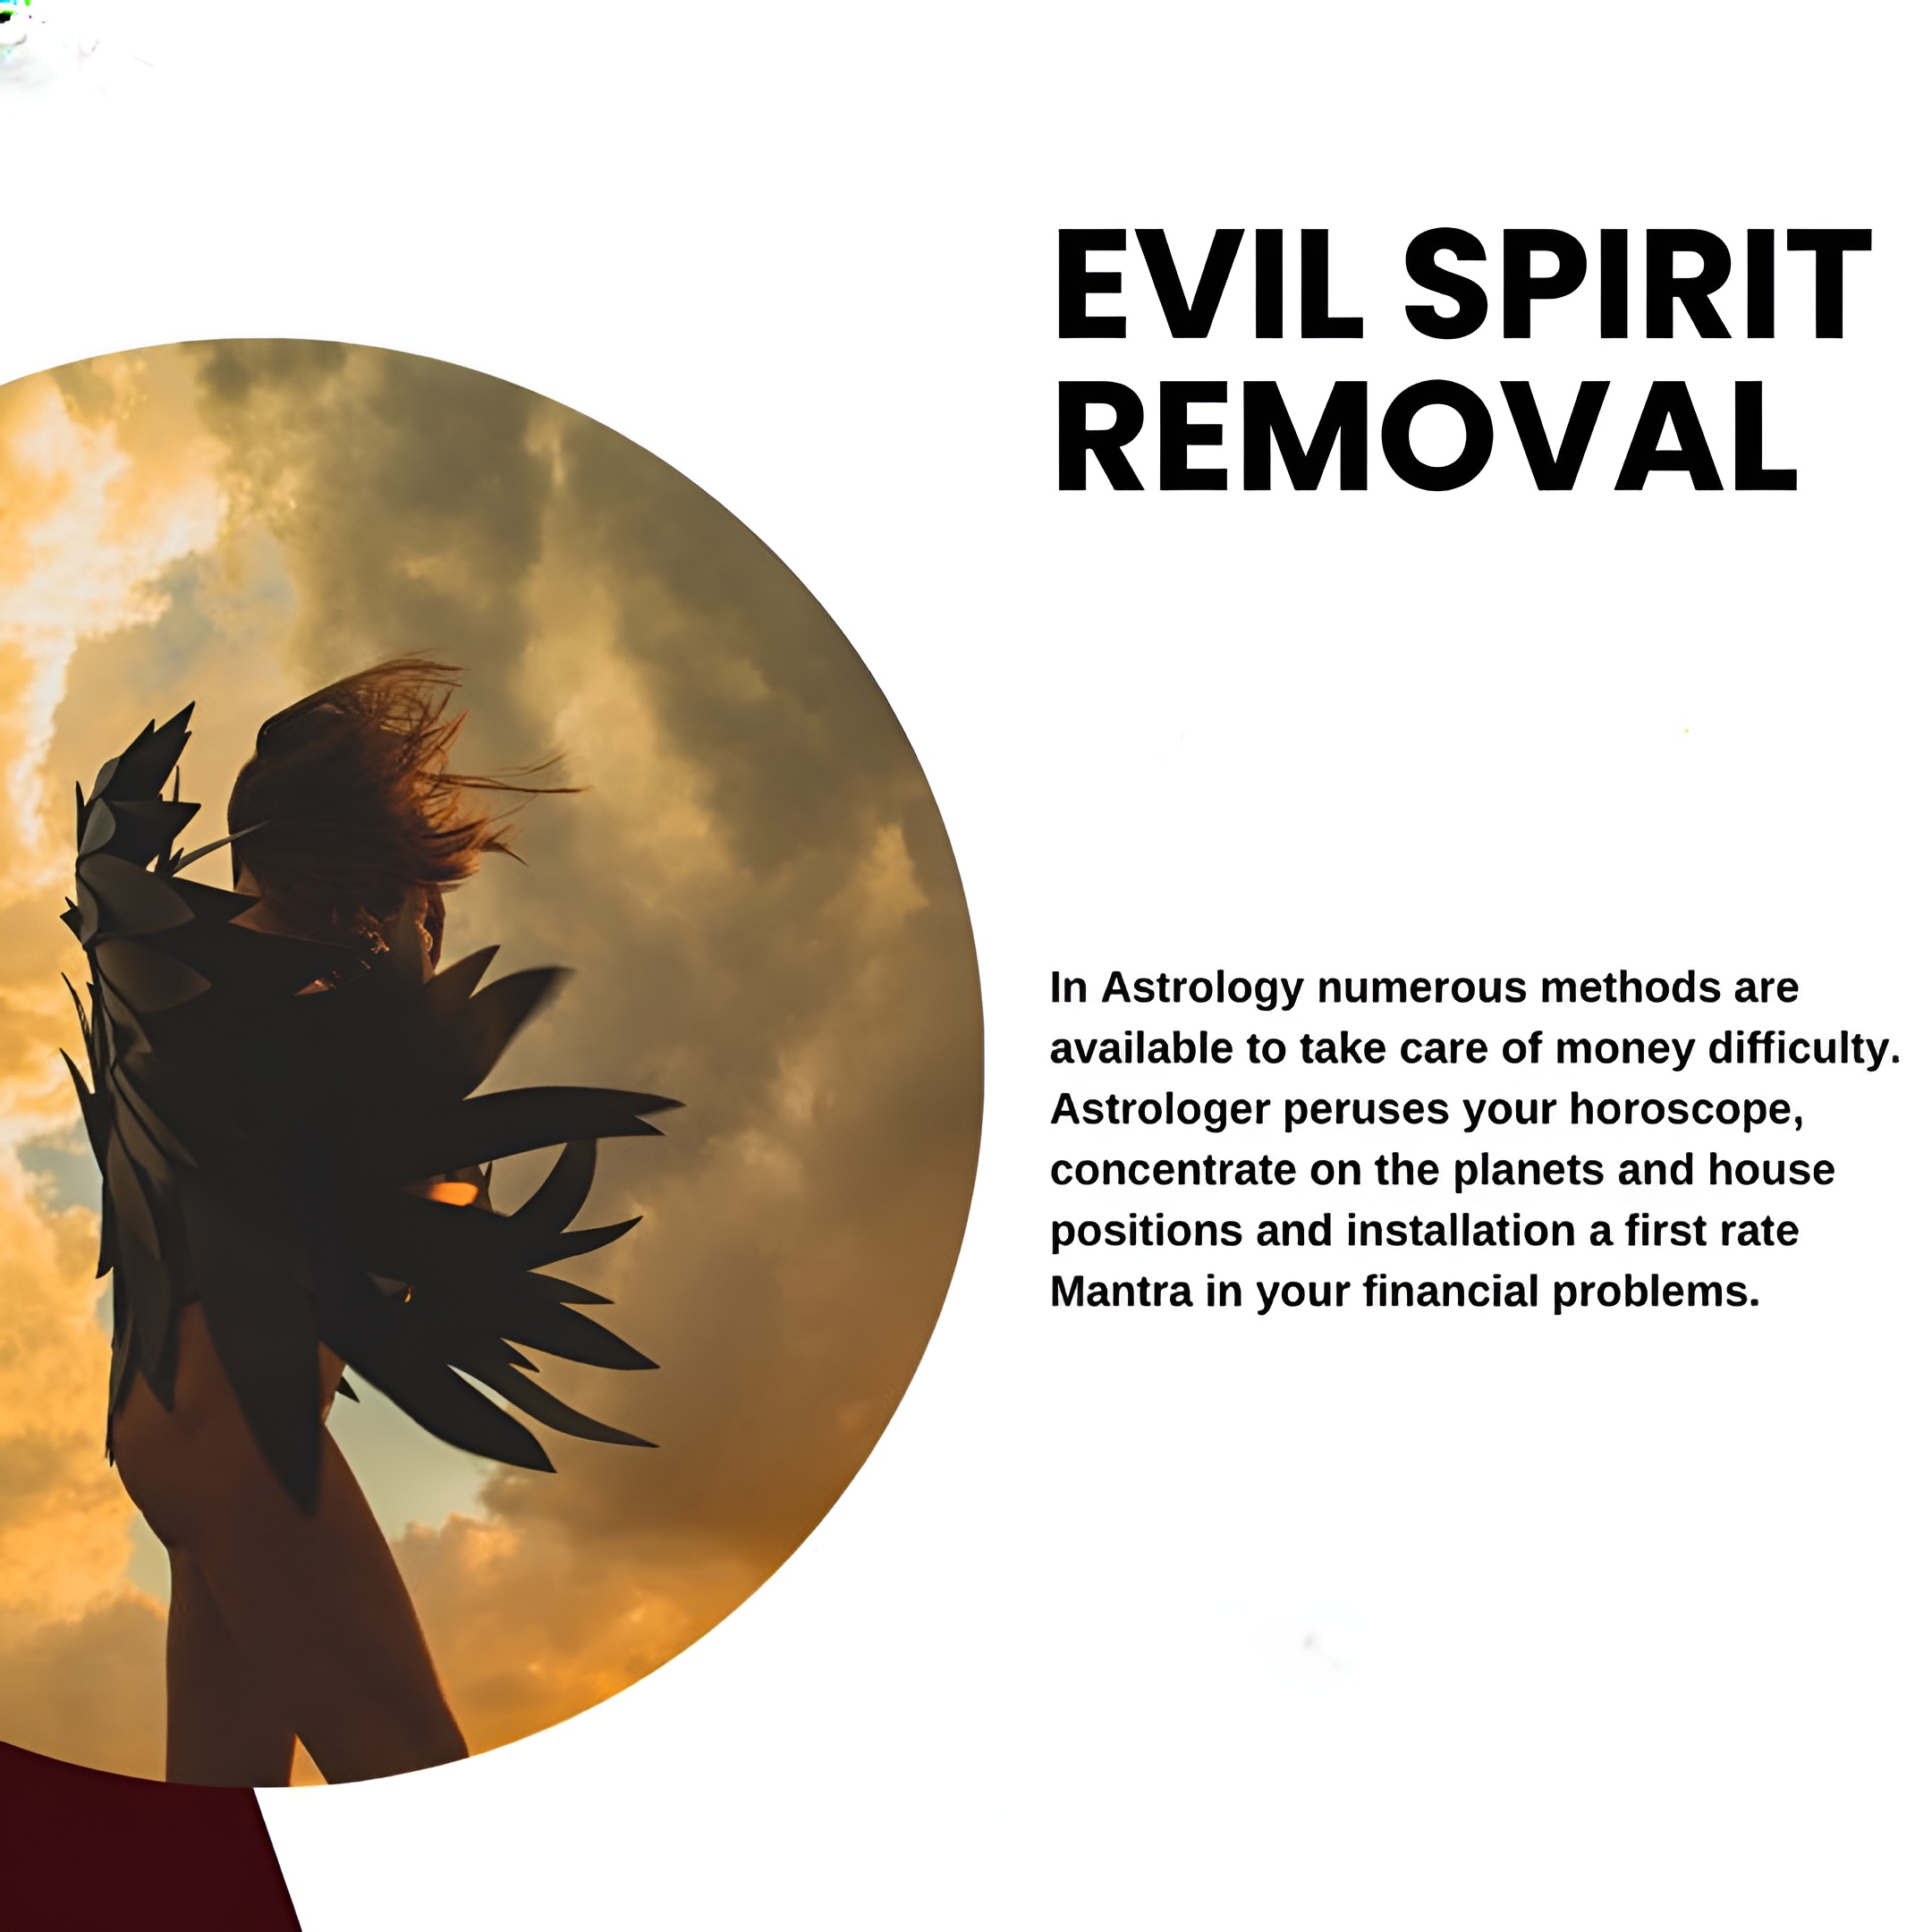 EVIL SPIRIT
REMOVAL
In Astrology numerous methods are
available to take care of money difficulty.
Astrologer peruses your horoscope,
concentrate on the planets and house
positions and installation a first rate
Mantra in your financial problems.